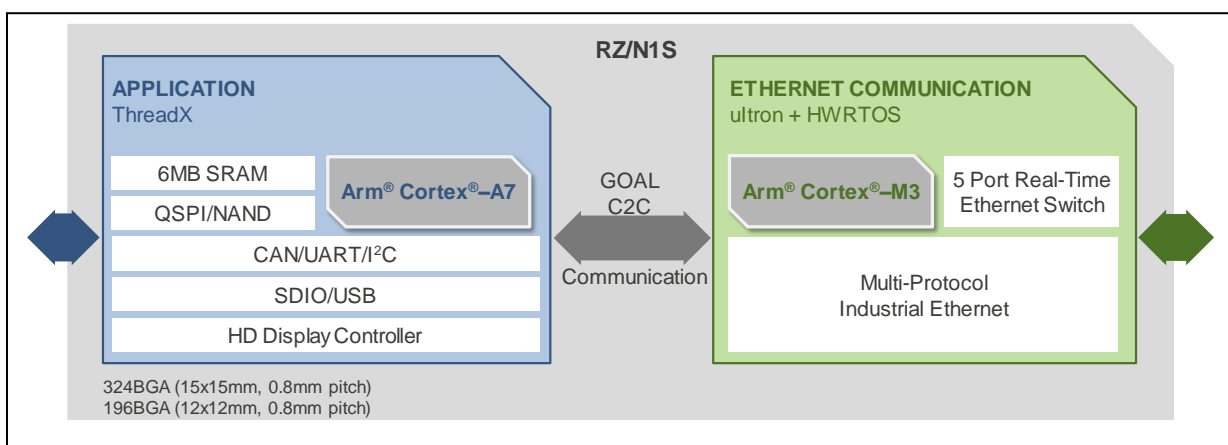 RZ/N1S
APPLICATION
ThreadX
6MB SRAM
QSPI/NAND
Arm® Cortex®–A7
CAN/UART/I²C
SDIO/USB
HD Display Controller
GOAL
C2C
Communication
ETHERNET COMMUNICATION
ultron + HWRTOS
Arm® Cortex®–M3
5 Port Real-Time
Ethernet Switch
Multi-Protocol
Industrial Ethernet
324BGA (15x15mm, 0.8mm pitch)
196BGA (12x12mm, 0.8mm pitch)